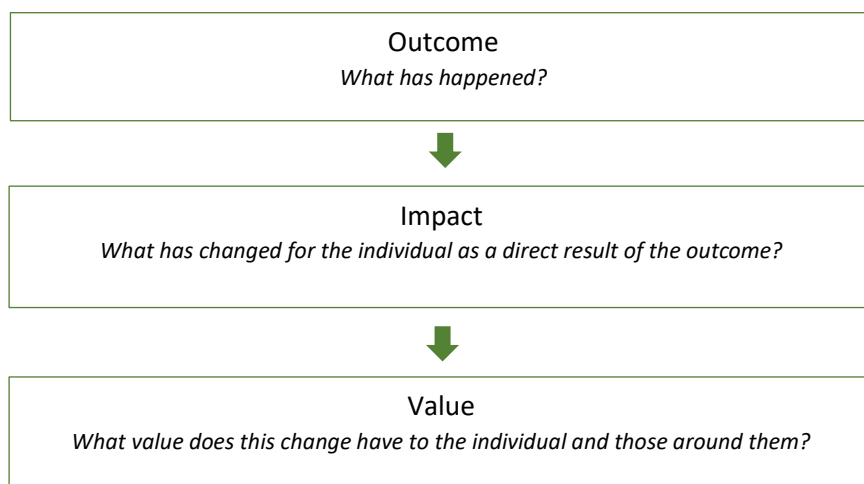 Outcome
What has happened?
Impact
What has changed for the individual as a direct result of the outcome?
Value
What value does this change have to the individual and those around them?